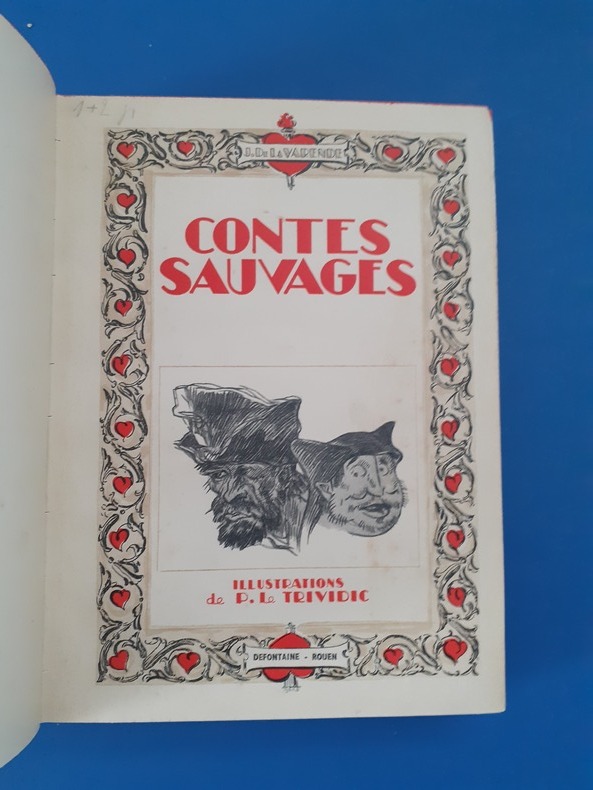 J. DE LA VARENDE
CONTES
SAUVAGES
ILLUSTRATIONS
de P. Le TRIVIDIC
DEFONTAINE - ROUEN